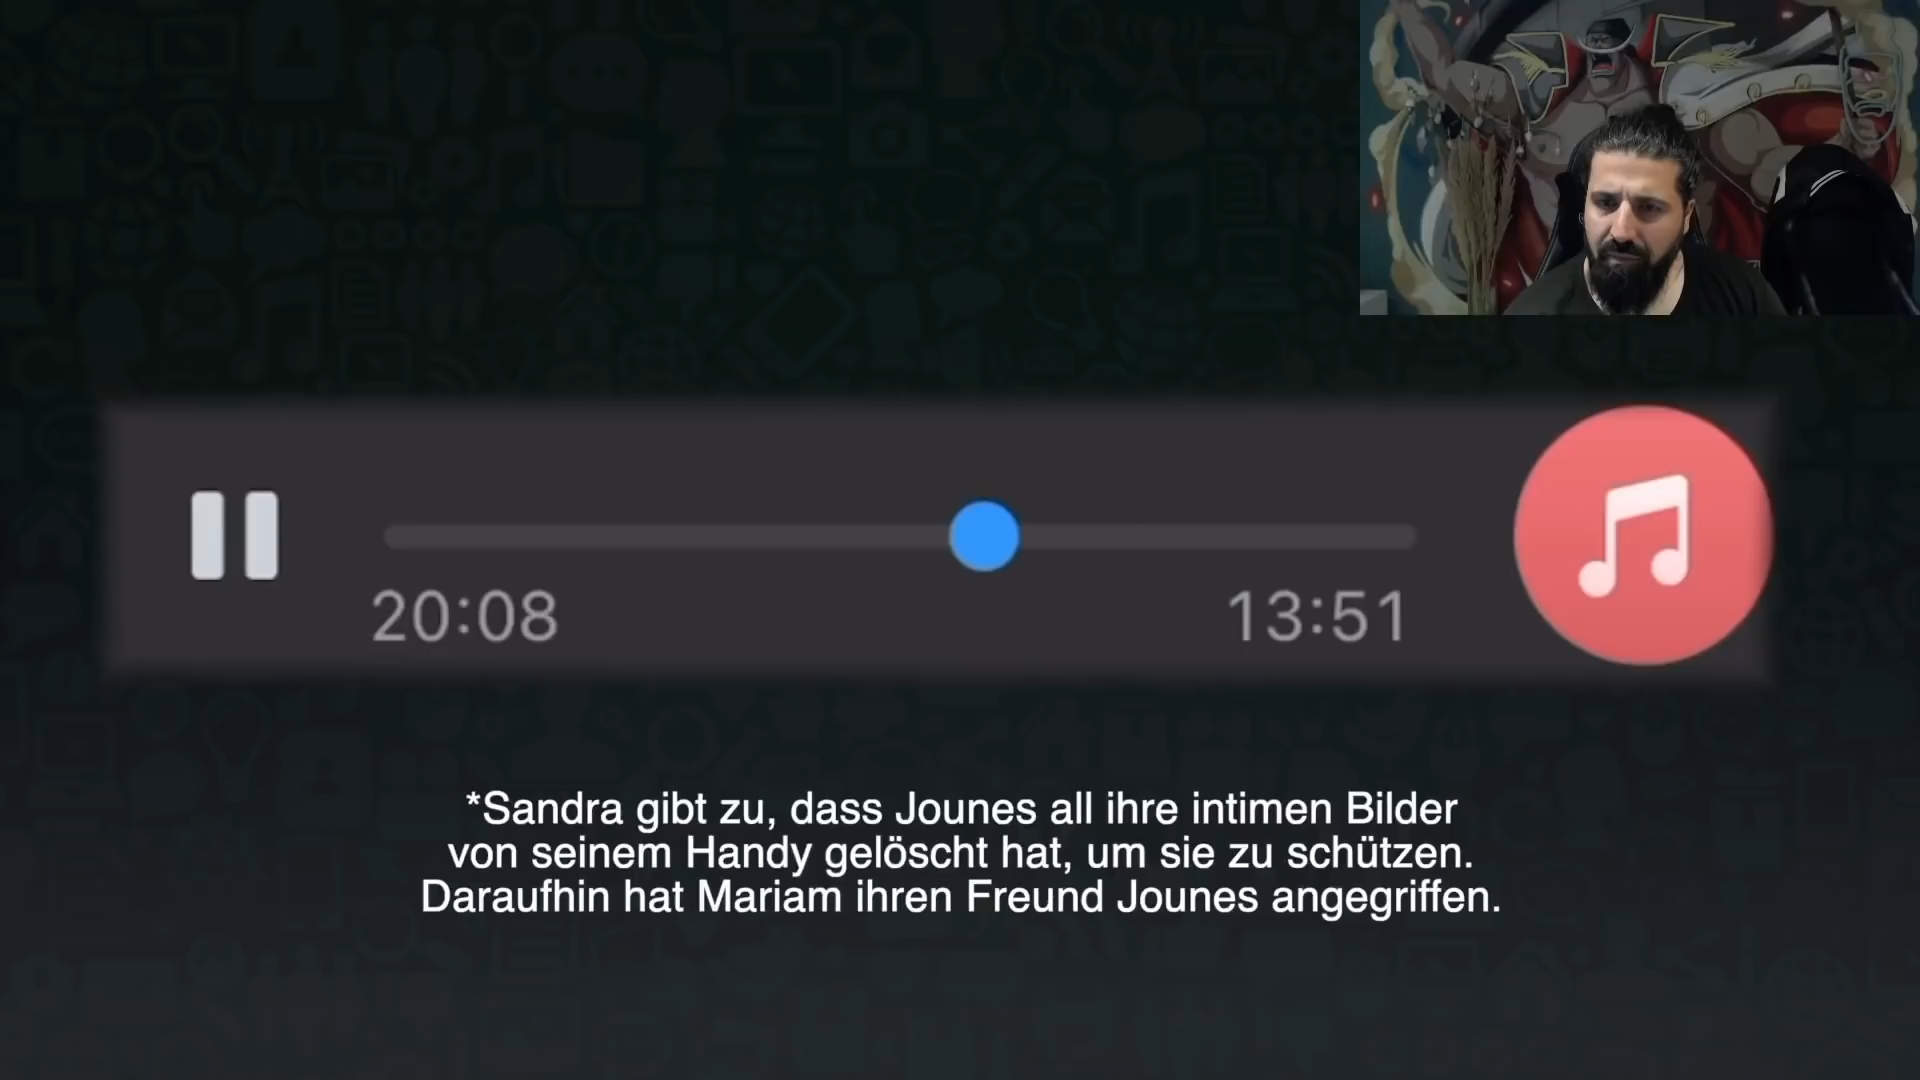 20:08
13:51
*Sandra gibt zu, dass Jounes all ihre intimen Bilder
von seinem Handy gelöscht hat, um sie zu schützen.
Daraufhin hat Mariam ihren Freund Jounes angegriffen.